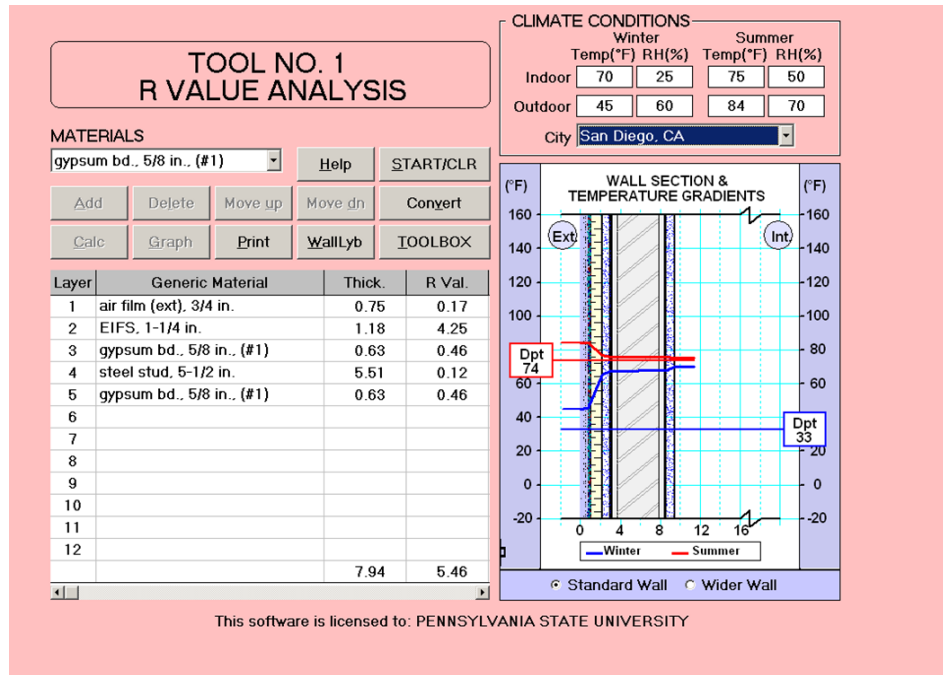 TOOL NO. 1
R VALUE ANALYSIS
CLIMATE CONDITIONS
Winter Summer
Temp(°F) RH(%) Temp(°F) RH(%)
Indoor 70 25 75 50
Outdoor 45 60 84 70
City San Diego, CA
MATERIALS
gypsum bd., 5/8 in., (#1)
Help START/CLR
Add Delete Move up Move dn Convert
Calc Graph Print WallLyb TOOLBOX
Layer Generic Material Thick. R Val.
1 air film (ext), 3/4 in. 0.75 0.17
2 EIFS, 1-1/4 in. 1.18 4.25
3 gypsum bd., 5/8 in., (#1) 0.63 0.46
4 steel stud, 5-1/2 in. 5.51 0.12
5 gypsum bd., 5/8 in., (#1) 0.63 0.46
6
7
8
9
10
11
12
7.94 5.46
(°F) WALL SECTION & (°F)
TEMPERATURE GRADIENTS
160 160
Ext. Int.
140 140
120 120
100 100
80
Dpt
74
60 60
40 40
Dpt
33
20 20
0 0
-20 -20
0 4 8 12 16
Winter Summer
Standard Wall Wider Wall
This software is licensed to: PENNSYLVANIA STATE UNIVERSITY